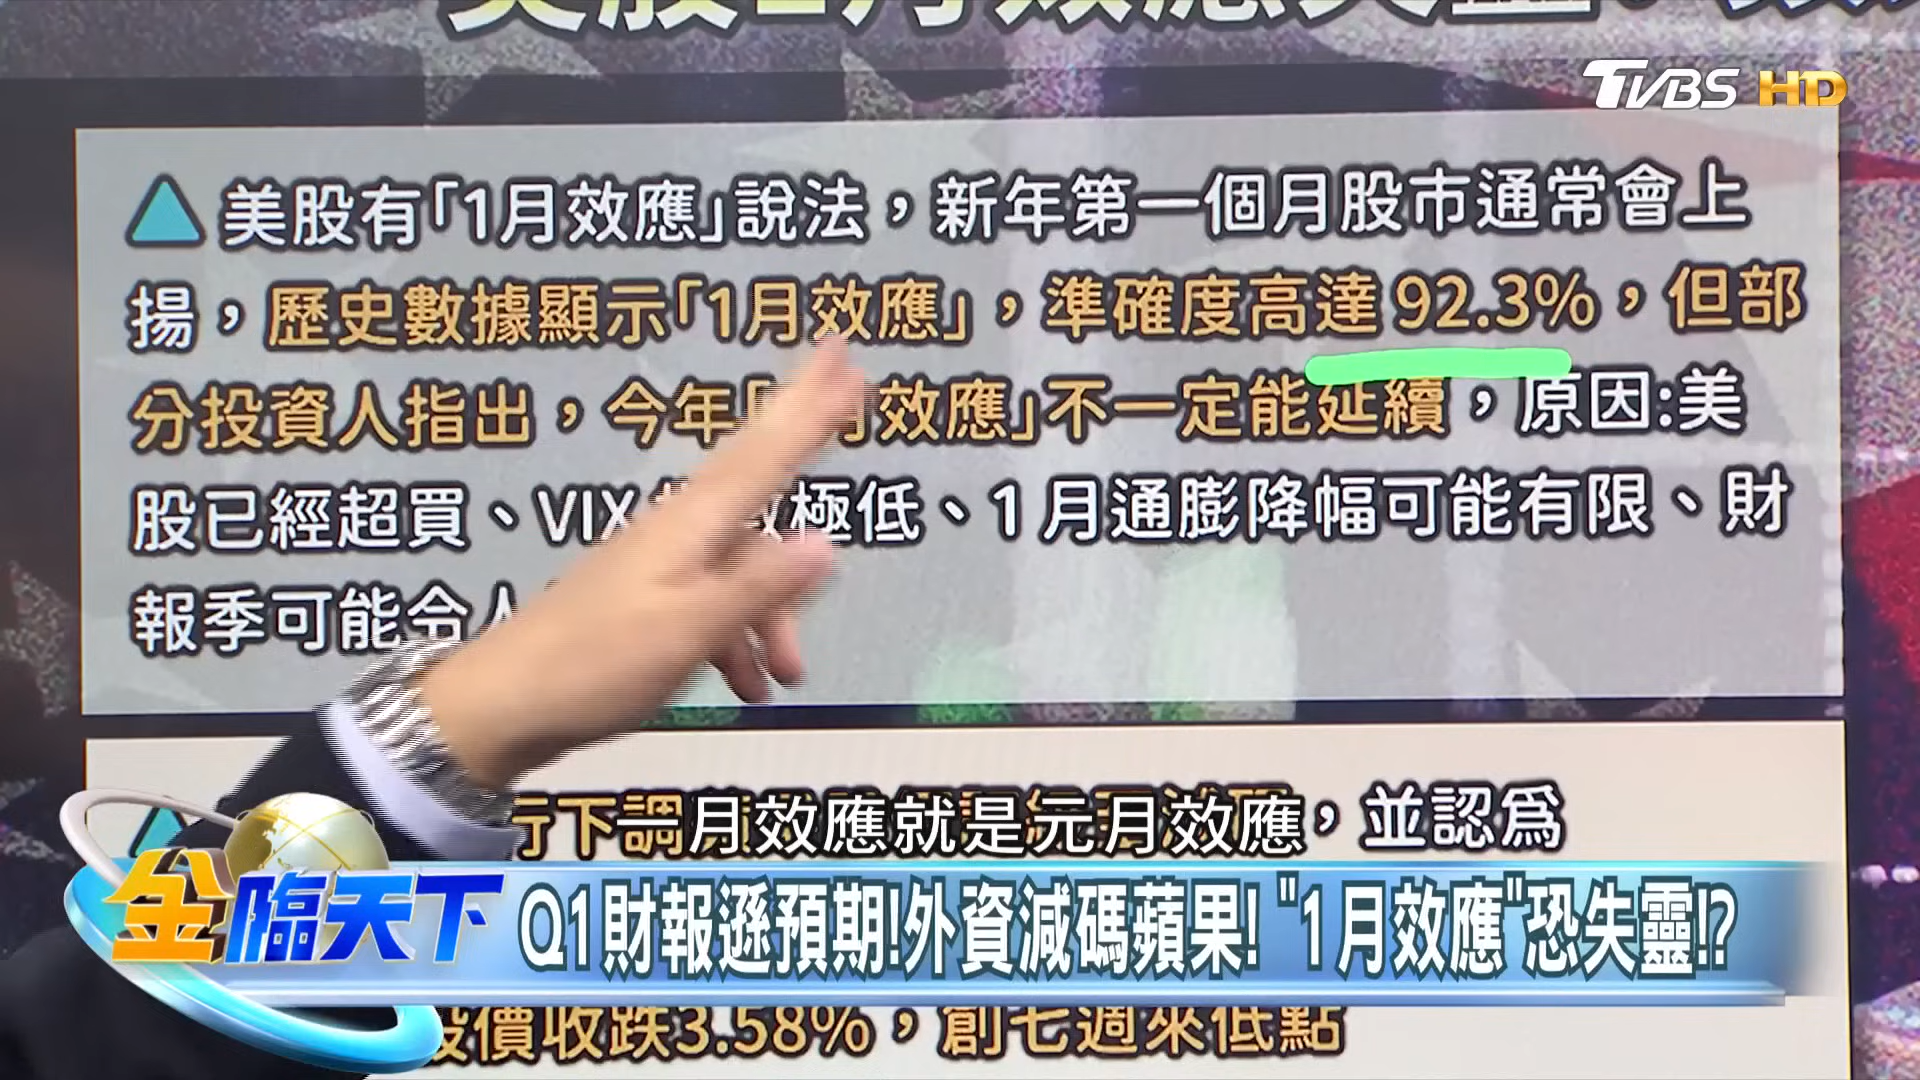 TVBS HD
美股有「1月效應」說法，新年第一個月股市通常會上
揚，歷史數據顯示「1月效應」，準確度高達92.3%，但部
分投資人指出，今年「月效應」不一定能延續，原因:美
股已經超買、VIX 極低、1月通膨降幅可能有限、財
報季可能令
行下調 ，並認為
一月效應就是元月效應
金臨天下
Q1財報遜預期!外資減碼蘋果!"1月效應"恐失靈!?
TVBS
股價收跌3.58%，創七週來低點